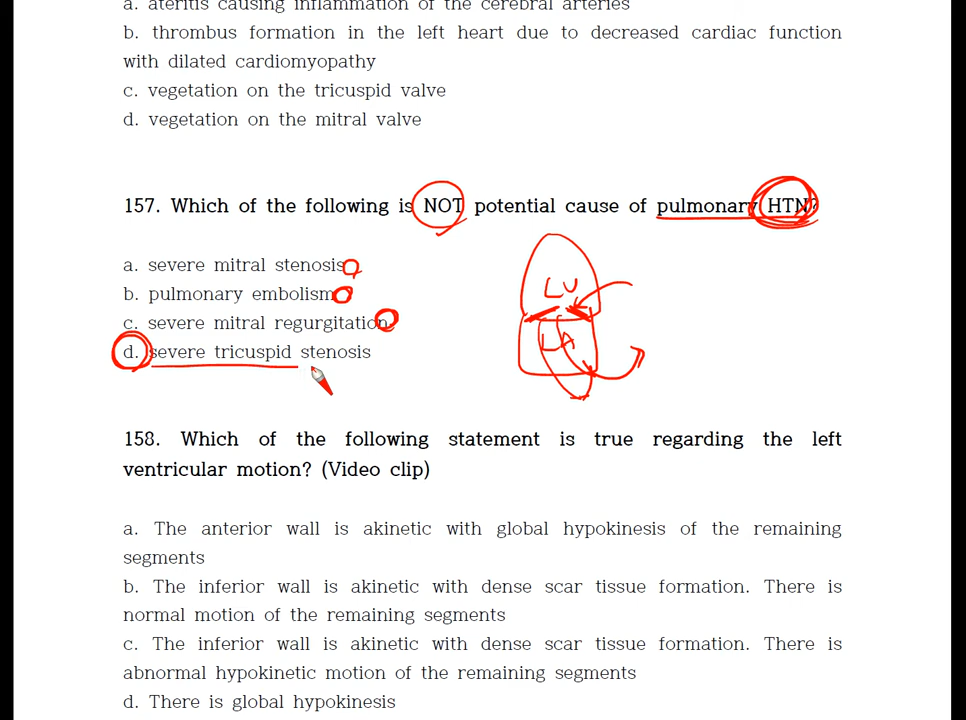 a. ateritis causing inflammation of the cerebral arteries
b. thrombus formation in the left heart due to decreased cardiac function
with dilated cardiomyopathy
c. vegetation on the tricuspid valve
d. vegetation on the mitral valve
157. Which of the following is NOT potential cause of pulmonary HTN?
a. severe mitral stenosis
b. pulmonary embolism
c. severe mitral regurgitation
d. severe tricuspid stenosis
LV
LA
158. Which of the following statement is true regarding the left
ventricular motion? (Video clip)
a. The anterior wall is akinetic with global hypokinesis of the remaining
segments
b. The inferior wall is akinetic with dense scar tissue formation. There is
normal motion of the remaining segments
c. The inferior wall is akinetic with dense scar tissue formation. There is
abnormal hypokinetic motion of the remaining segments
d. There is global hypokinesis